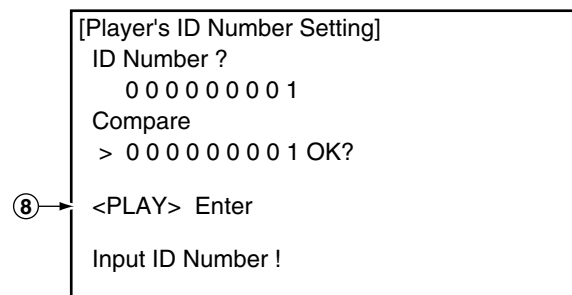 [Player's ID Number Setting]
ID Number ?
0 0 0 0 0 0 0 0 1
Compare
> 0 0 0 0 0 0 0 0 1 OK?
8 <PLAY> Enter
Input ID Number !